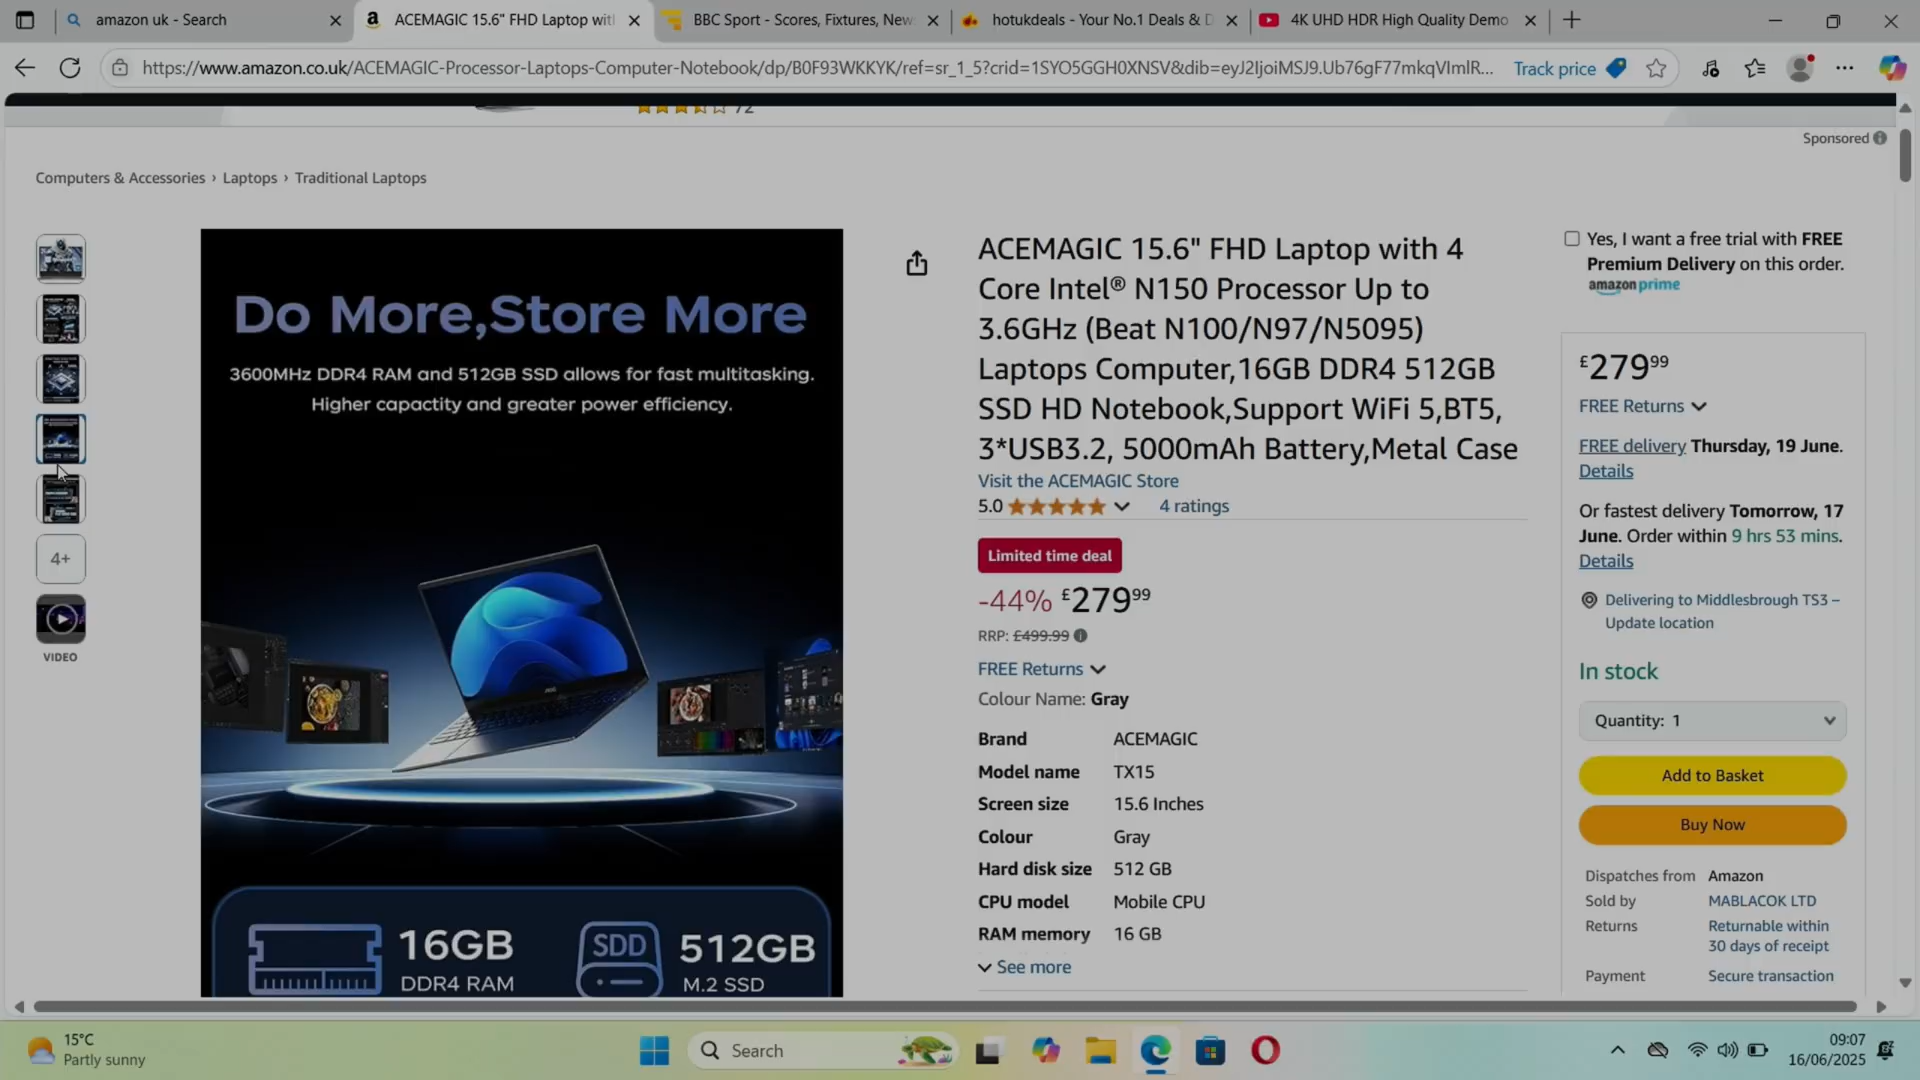 amazon uk - Search
ACEMAGIC 15.6" FHD Laptop wit
BBC Sport - Scores, Fixtures, New
hotukdeals - Your No.1 Deals & D
4K UHD HDR High Quality Demo
https://www.amazon.co.uk/ACEMAGIC-Processor-Laptops-Computer-Notebook/dp/B0F93WKKYK/ref=sr_1_5?crid=1SYO5GGH0XNSV&dib=eyJ2IjoiMSJ9.Ub76gF77mkqVImlR...
Track price
72
Sponsored
Computers & Accessories › Laptops › Traditional Laptops
4+
VIDEO
Do More,Store More
3600MHz DDR4 RAM and 512GB SSD allows for fast multitasking.
Higher capactity and greater power efficiency.
16GB
DDR4 RAM
SDD
512GB
M.2 SSD
ACEMAGIC 15.6" FHD Laptop with 4
Core Intel® N150 Processor Up to
3.6GHz (Beat N100/N97/N5095)
Laptops Computer,16GB DDR4 512GB
SSD HD Notebook,Support WiFi 5,BT5,
3*USB3.2, 5000mAh Battery,Metal Case
Visit the ACEMAGIC Store
5.0 4 ratings
Limited time deal
-44% £279.99
RRP: £499.99
FREE Returns
Colour Name: Gray
Brand ACEMAGIC
Model name TX15
Screen size 15.6 Inches
Colour Gray
Hard disk size 512 GB
CPU model Mobile CPU
RAM memory 16 GB
See more
Yes, I want a free trial with FREE
Premium Delivery on this order.
amazon prime
£279.99
FREE Returns
FREE delivery Thursday, 19 June.
Details
Or fastest delivery Tomorrow, 17
June. Order within 9 hrs 53 mins.
Details
Delivering to Middlesbrough TS3 –
Update location
In stock
Quantity: 1
Add to Basket
Buy Now
Dispatches from Amazon
Sold by MABLACOK LTD
Returns Returnable within
30 days of receipt
Payment Secure transaction
15°C
Partly sunny
Search
09:07
16/06/2025